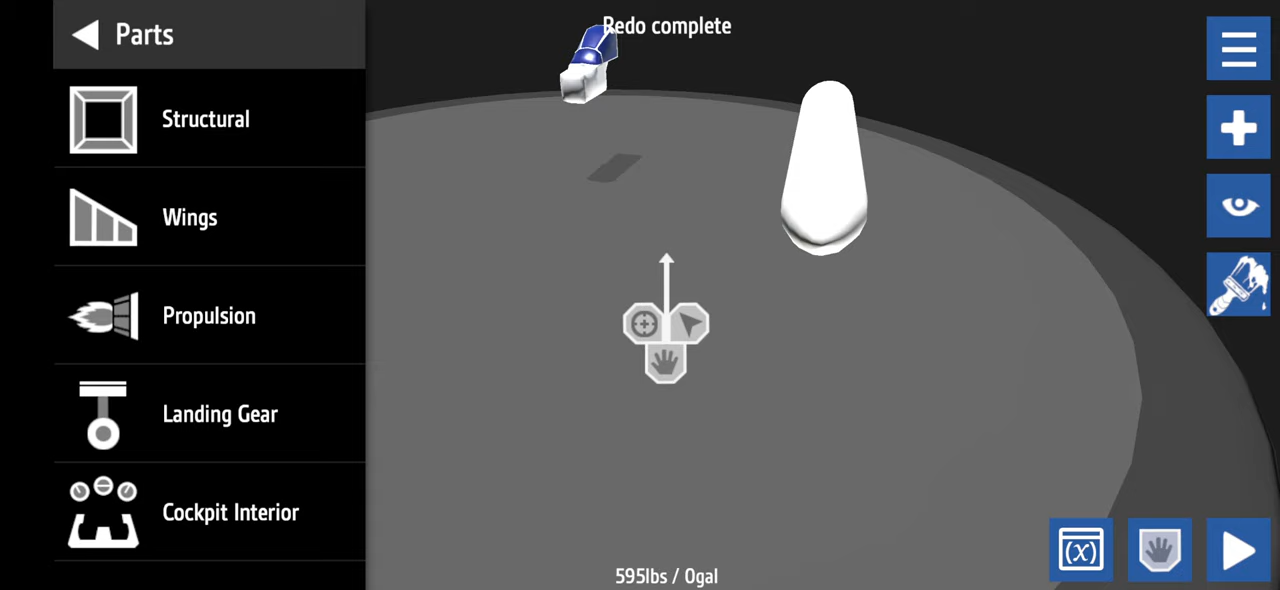 Parts
Redo complete
Structural
Wings
Propulsion
Landing Gear
Cockpit Interior
(x)
595lbs / 0gal